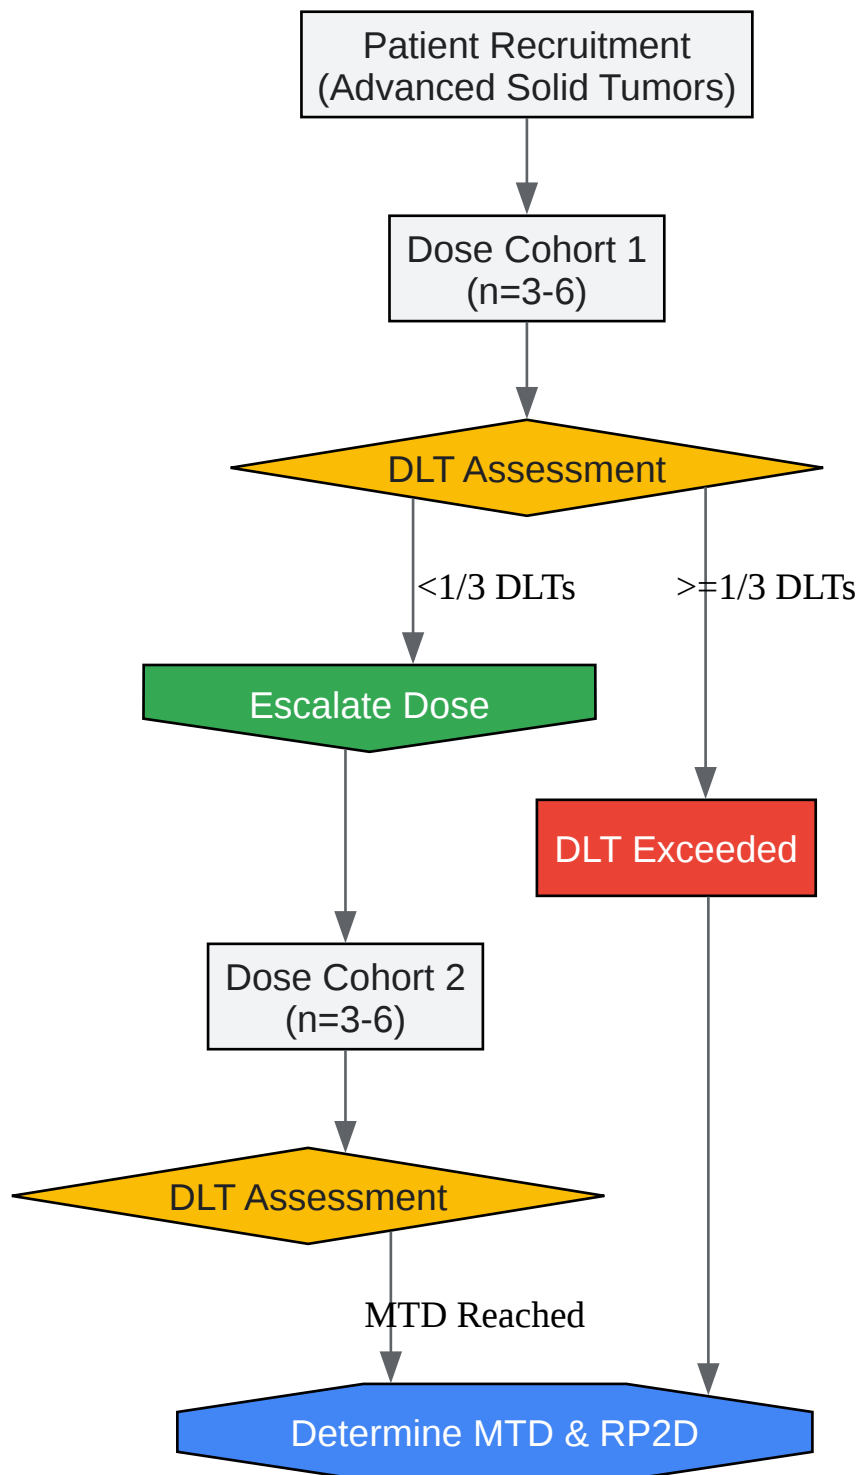 Patient Recruitment
(Advanced Solid Tumors)
Dose Cohort 1
(n=3-6)
DLT Assessment
<1/3 DLTs
>=1/3 DLTs
Escalate Dose
DLT Exceeded
Dose Cohort 2
(n=3-6)
DLT Assessment
MTD Reached
Determine MTD & RP2D